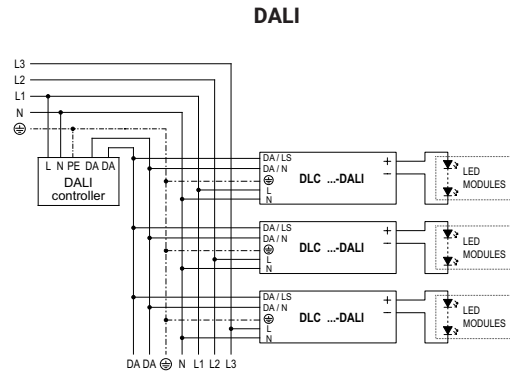 DALI
L3
L2
L1
N
L N PE DA DA
DALI
controller
DA / LS
DA / N
L
N
DLC ...-DALI
+
−
LED
MODULES
DA / LS
DA / N
L
N
DLC ...-DALI
+
−
LED
MODULES
DA / LS
DA / N
L
N
DLC ...-DALI
+
−
LED
MODULES
DA DA N L1 L2 L3